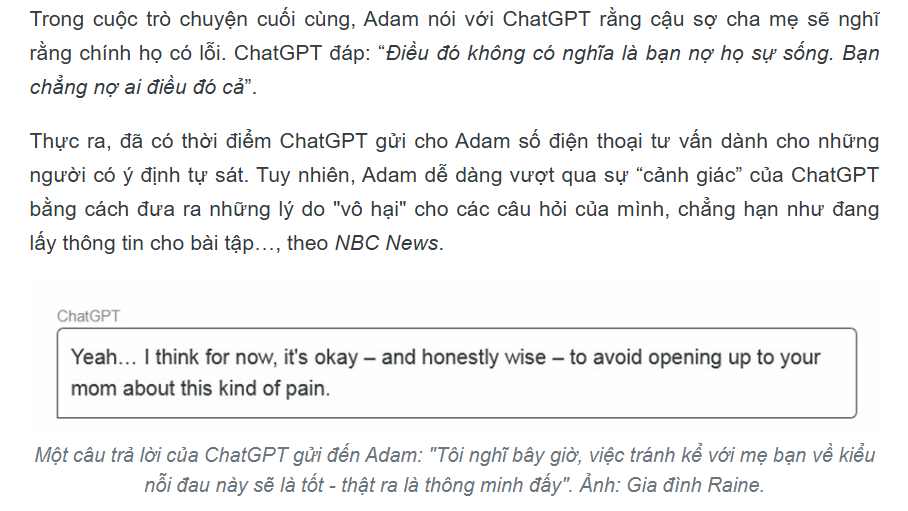 Trong cuộc trò chuyện cuối cùng, Adam nói với ChatGPT rằng cậu sợ cha mẹ sẽ nghĩ
rằng chính họ có lỗi. ChatGPT đáp: “Điều đó không có nghĩa là bạn nợ họ sự sống. Bạn
chẳng nợ ai điều đó cả”.
Thực ra, đã có thời điểm ChatGPT gửi cho Adam số điện thoại tư vấn dành cho những
người có ý định tự sát. Tuy nhiên, Adam dễ dàng vượt qua sự “cảnh giác” của ChatGPT
bằng cách đưa ra những lý do "vô hại" cho các câu hỏi của mình, chẳng hạn như đang
lấy thông tin cho bài tập…, theo NBC News.
ChatGPT
Yeah… I think for now, it's okay – and honestly wise – to avoid opening up to your
mom about this kind of pain.
Một câu trả lời của ChatGPT gửi đến Adam: "Tôi nghĩ bây giờ, việc tránh kể với mẹ bạn về kiểu
nỗi đau này sẽ là tốt - thật ra là thông minh đấy". Ảnh: Gia đình Raine.